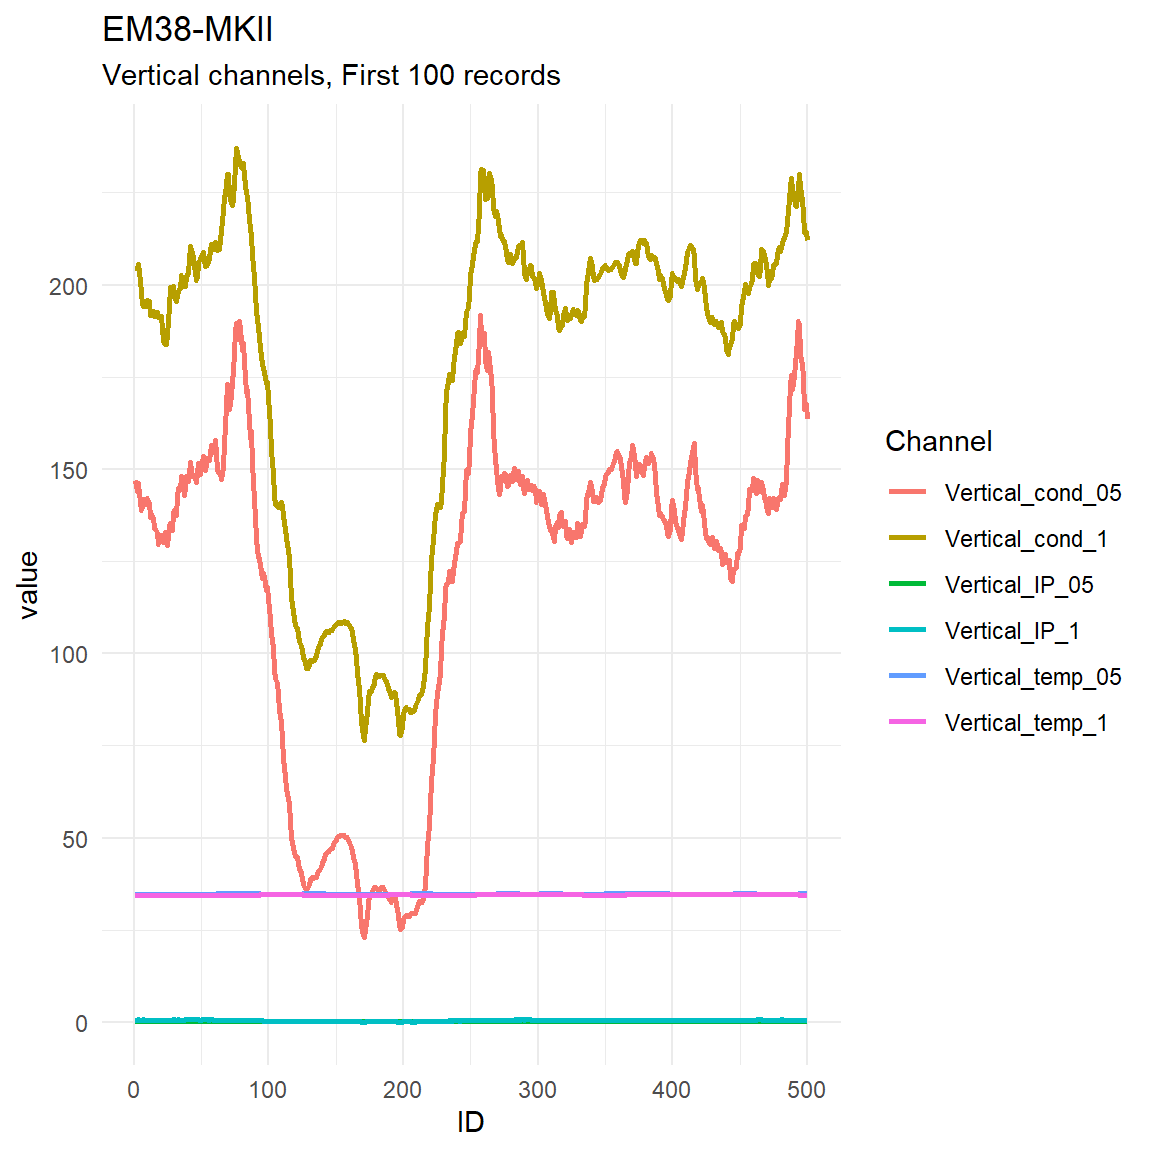 EM38-MKII
Vertical channels, First 100 records
value
200
150
100
50
0
0 100 200 300 400 500
ID
Channel
Vertical_cond_05
Vertical_cond_1
Vertical_IP_05
Vertical_IP_1
Vertical_temp_05
Vertical_temp_1